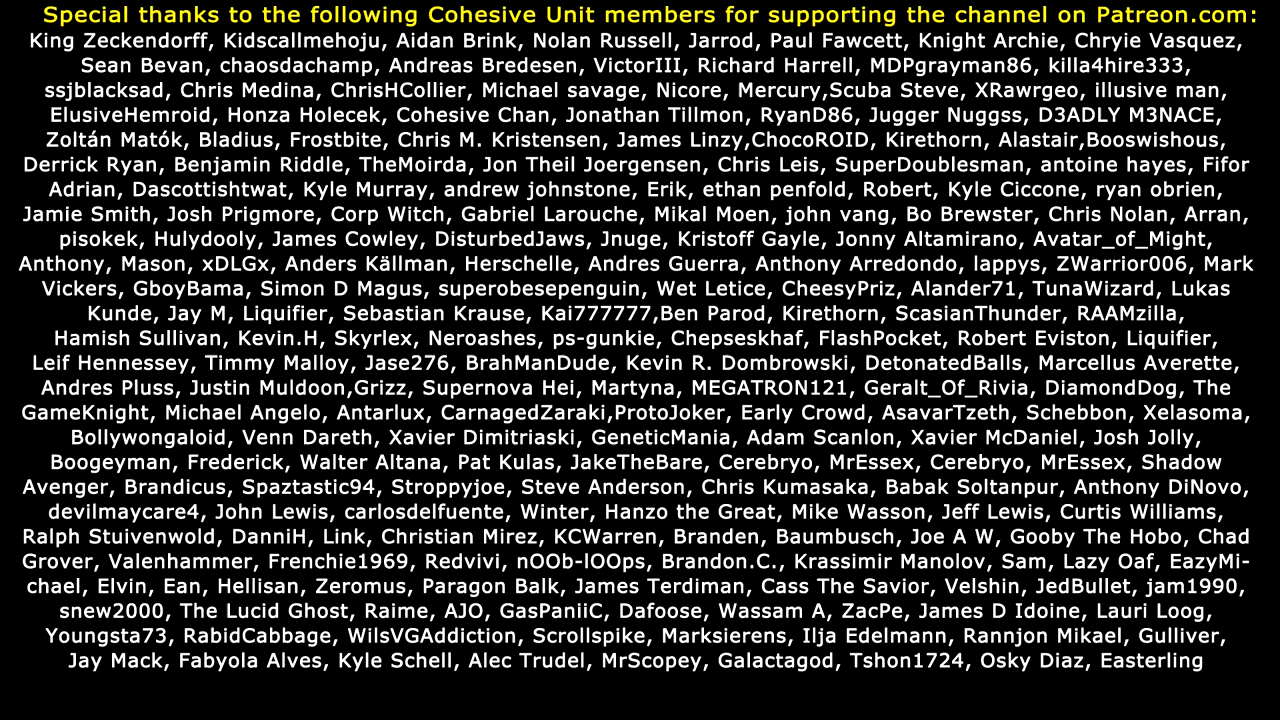 Special thanks to the following Cohesive Unit members for supporting the channel on Patreon.com:
King Zeckendorff, Kidscallmehoju, Aidan Brink, Nolan Russell, Jarrod, Paul Fawcett, Knight Archie, Chryie Vasquez,
Sean Bevan, chaosdachamp, Andreas Bredesen, VictorIII, Richard Harrell, MDPgrayman86, killa4hire333,
ssjblacksad, Chris Medina, ChrisHCollier, Michael savage, Nicore, Mercury,Scuba Steve, XRawrgeo, illusive man,
ElusiveHemroid, Honza Holecek, Cohesive Chan, Jonathan Tillmon, RyanD86, Jugger Nuggss, D3ADLY M3NACE,
Zoltán Matók, Bladius, Frostbite, Chris M. Kristensen, James Linzy,ChocoROID, Kirethorn, Alastair,Booswishous,
Derrick Ryan, Benjamin Riddle, TheMoirda, Jon Theil Joergensen, Chris Leis, SuperDoublesman, antoine hayes, Fifor
Adrian, Dascottishtwat, Kyle Murray, andrew johnstone, Erik, ethan penfold, Robert, Kyle Ciccone, ryan obrien,
Jamie Smith, Josh Prigmore, Corp Witch, Gabriel Larouche, Mikal Moen, john vang, Bo Brewster, Chris Nolan, Arran,
pisokek, Hulydooly, James Cowley, DisturbedJaws, Jnuge, Kristoff Gayle, Jonny Altamirano, Avatar_of_Might,
Anthony, Mason, xDLGx, Anders Källman, Herschelle, Andres Guerra, Anthony Arredondo, lappys, ZWarrior006, Mark
Vickers, GboyBama, Simon D Magus, superobesepenguin, Wet Letice, CheesyPriz, Alander71, TunaWizard, Lukas
Kunde, Jay M, Liquifier, Sebastian Krause, Kai777777,Ben Parod, Kirethorn, ScasianThunder, RAAMzilla,
Hamish Sullivan, Kevin.H, Skyrlex, Neroashes, ps-gunkie, Chepseskhaf, FlashPocket, Robert Eviston, Liquifier,
Leif Hennessey, Timmy Malloy, Jase276, BrahManDude, Kevin R. Dombrowski, DetonatedBalls, Marcellus Averette,
Andres Pluss, Justin Muldoon,Grizz, Supernova Hei, Martyna, MEGATRON121, Geralt_Of_Rivia, DiamondDog, The
GameKnight, Michael Angelo, Antarlux, CarnagedZaraki,ProtoJoker, Early Crowd, AsavarTzeth, Schebbon, Xelasoma,
Bollywongaloid, Venn Dareth, Xavier Dimitriaski, GeneticMania, Adam Scanlon, Xavier McDaniel, Josh Jolly,
Boogeyman, Frederick, Walter Altana, Pat Kulas, JakeTheBare, Cerebryo, MrEssex, Cerebryo, MrEssex, Shadow
Avenger, Brandicus, Spaztastic94, Stroppyjoe, Steve Anderson, Chris Kumasaka, Babak Soltanpur, Anthony DiNovo,
devilmaycare4, John Lewis, carlosdelfuente, Winter, Hanzo the Great, Mike Wasson, Jeff Lewis, Curtis Williams,
Ralph Stuivenwold, DanniH, Link, Christian Mirez, KCWarren, Branden, Baumbusch, Joe A W, Gooby The Hobo, Chad
Grover, Valenhammer, Frenchie1969, Redvivi, nOOb-lOOps, Brandon.C., Krassimir Manolov, Sam, Lazy Oaf, EazyMi-
chael, Elvin, Ean, Hellisan, Zeromus, Paragon Balk, James Terdiman, Cass The Savior, Velshin, JedBullet, jam1990,
snew2000, The Lucid Ghost, Raime, AJO, GasPaniiC, Dafoose, Wassam A, ZacPe, James D Idoine, Lauri Loog,
Youngsta73, RabidCabbage, WilsVGAddiction, Scrollspike, Marksierens, Ilja Edelmann, Rannjon Mikael, Gulliver,
Jay Mack, Fabyola Alves, Kyle Schell, Alec Trudel, MrScopey, Galactagod, Tshon1724, Osky Diaz, Easterling